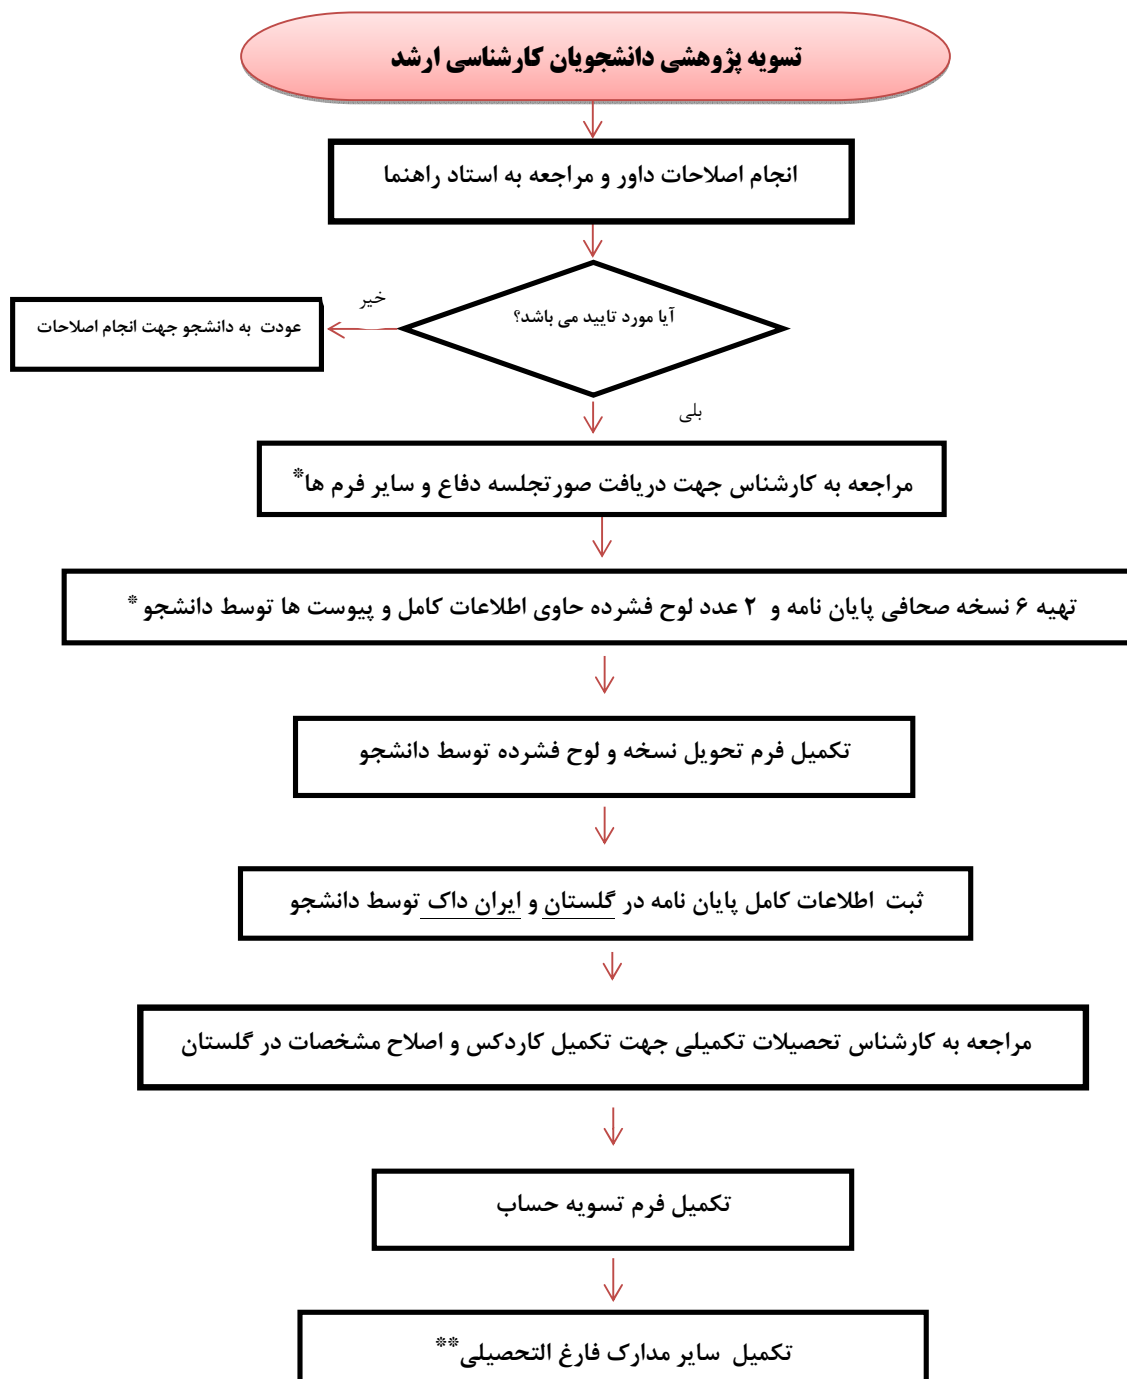 تسویه پژوهشی دانشجویان کارشناسی ارشد
انجام اصلاحات داور و مراجعه به استاد راهنما
آیا مورد تایید می باشد؟
خیر
عودت به دانشجو جهت انجام اصلاحات
بلی
مراجعه به کارشناس جهت دریافت صورتجلسه دفاع و سایر فرم ها*
تهیه ۶ نسخه صحافی پایان نامه و ۲ عدد لوح فشرده حاوی اطلاعات کامل و پیوست ها توسط دانشجو *
تکمیل فرم تحویل نسخه و لوح فشرده توسط دانشجو
ثبت اطلاعات کامل پایان نامه در گلستان و ایران داک توسط دانشجو
مراجعه به کارشناس تحصیلات تکمیلی جهت تکمیل کاردکس و اصلاح مشخصات در گلستان
تکمیل فرم تسویه حساب
تکمیل سایر مدارک فارغ التحصیلی**